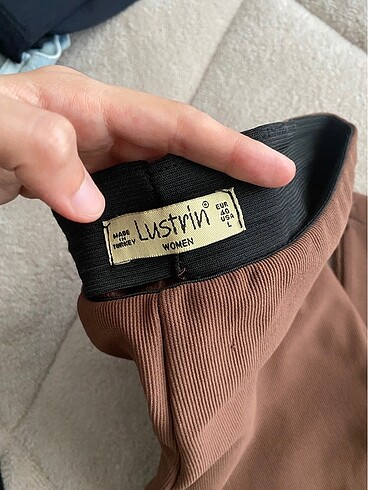 MADE
IN
TURKEY
Lustrin
WOMEN
EUR
40
USA
L